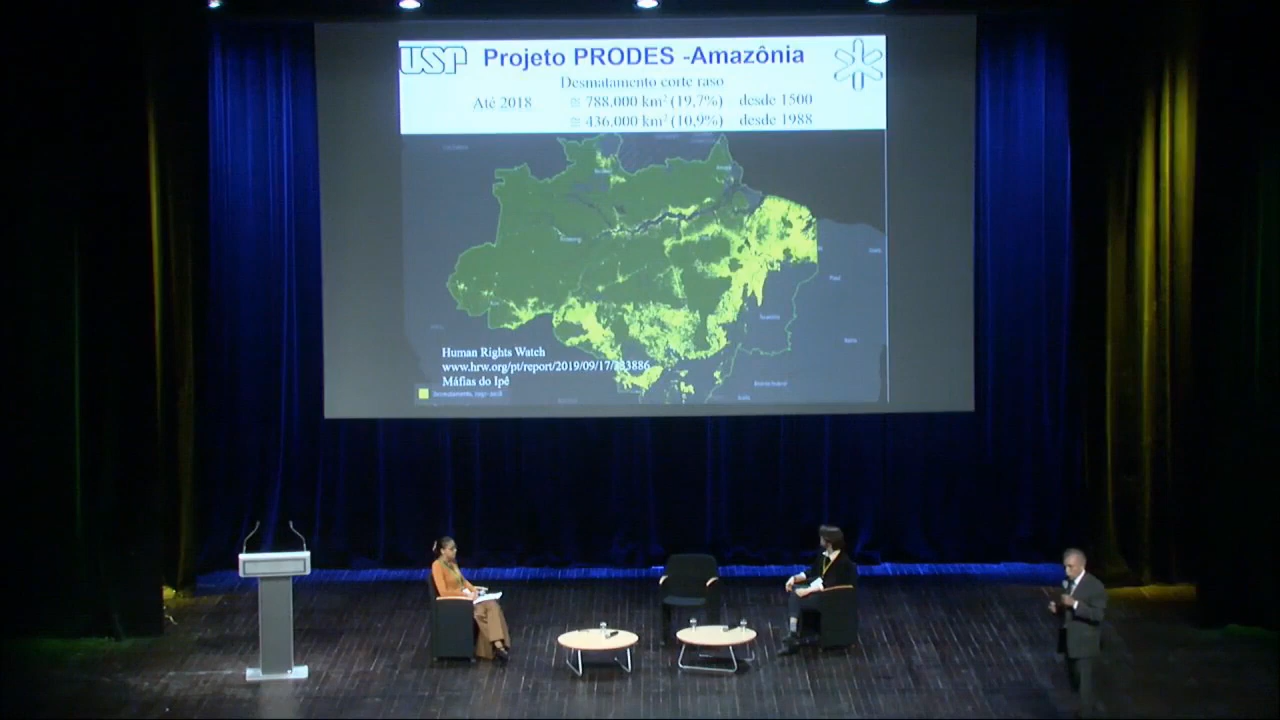 USP
Projeto PRODES -Amazônia
Desmatamento corte raso
Até 2018 ≅ 788.000 km² (19,7%) desde 1500
≅ 436.000 km² (10,9%) desde 1988
Human Rights Watch
www.hrw.org/pt/report/2019/09/17/333886
Máfias do Ipê